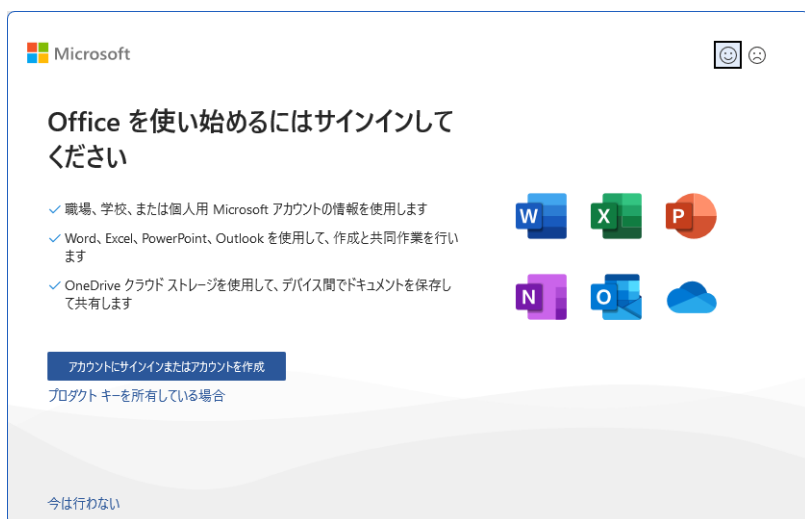 Microsoft
Office を使い始めるにはサインインして
ください
職場、学校、または個人用 Microsoft アカウントの情報を使用します
Word、Excel、PowerPoint、Outlook を使用して、作成と共同作業を行い
ます
OneDrive クラウド ストレージを使用して、デバイス間でドキュメントを保存し
て共有します
W
X
P
N
O
アカウントにサインインまたはアカウントを作成
プロダクト キーを所有している場合
今は行わない